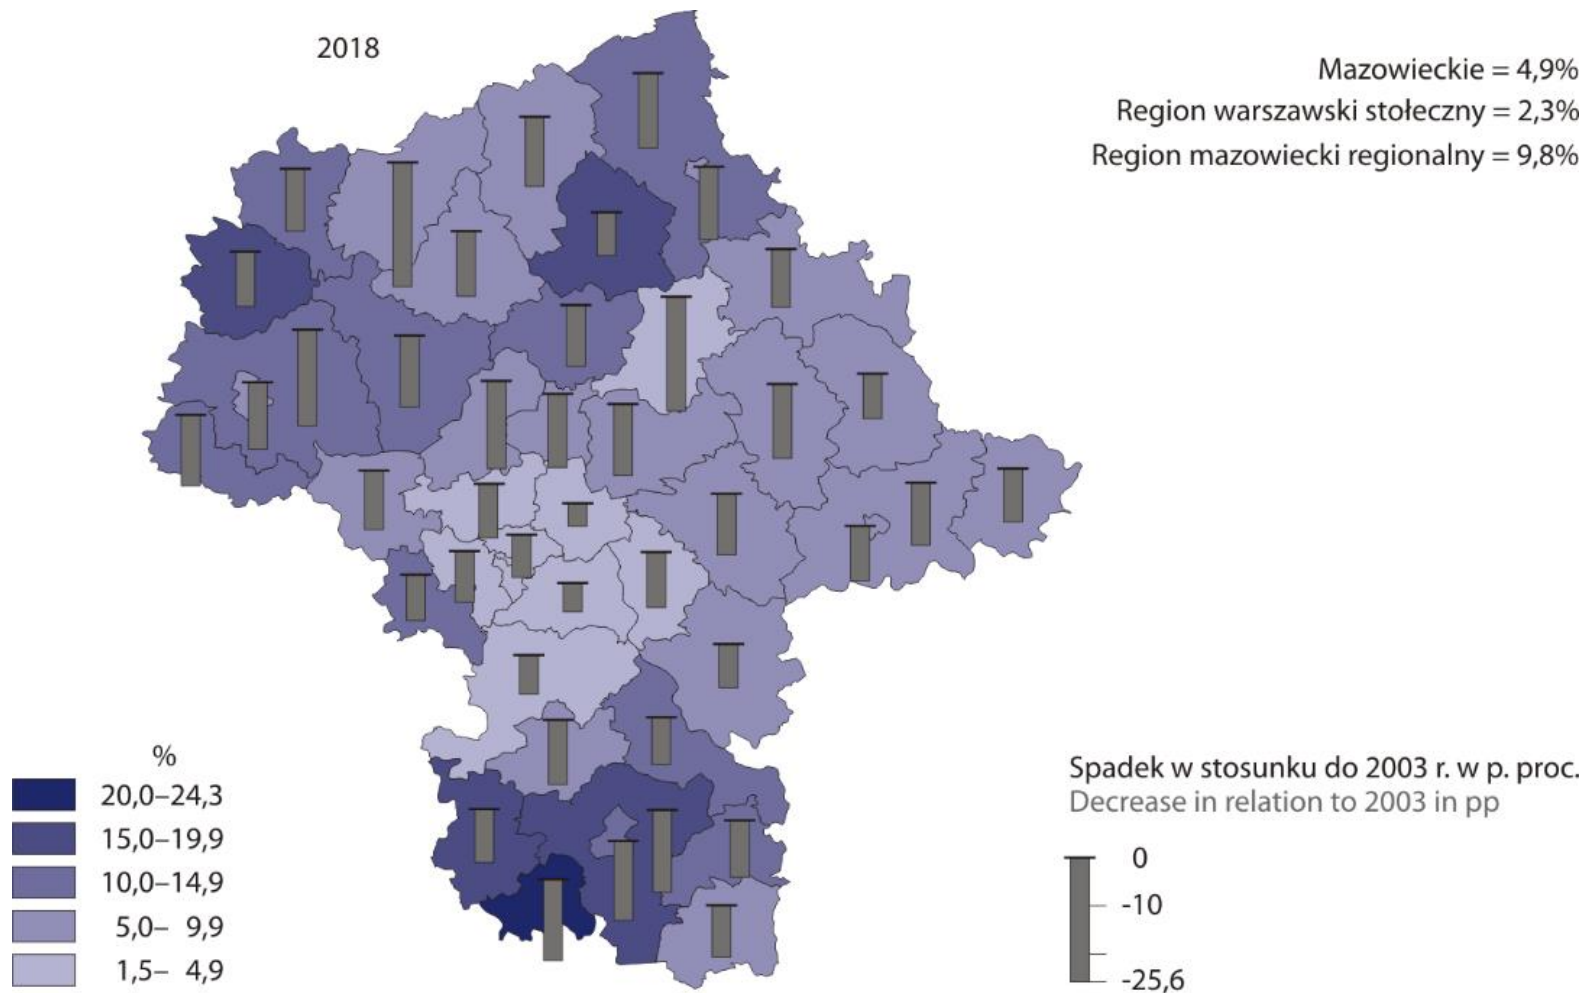 2018
Mazowieckie = 4,9%
Region warszawski stołeczny = 2,3%
Region mazowiecki regionalny = 9,8%
%
20,0–24,3
15,0–19,9
10,0–14,9
5,0– 9,9
1,5– 4,9
Spadek w stosunku do 2003 r. w p. proc.
Decrease in relation to 2003 in pp
0
-10
-25,6